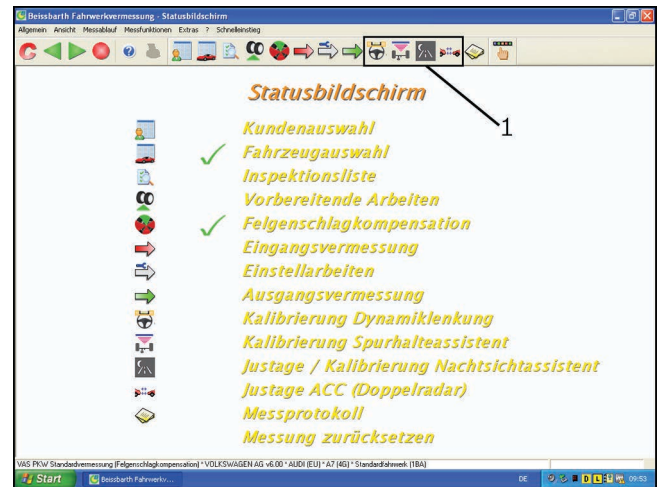 Beissbarth Fahrwerkvermessung - Statusbildschirm
Allgemein Ansicht Messablauf Messfunktionen Extras ? Schnelleinstieg
Statusbildschirm
1
Kundenauswahl
Fahrzeugauswahl
Inspektionsliste
Vorbereitende Arbeiten
Felgenschlagkompensation
Eingangsvermessung
Einstellarbeiten
Ausgangsvermessung
Kalibrierung Dynamiklenkung
Kalibrierung Spurhalteassistent
Justage / Kalibrierung Nachtsichtassistent
Justage ACC (Doppelradar)
Messprotokoll
Messung zurücksetzen
VAS PKW Standardvermessung (Felgenschlagkompensation) * VOLKSWAGEN AG v6.00 * AUDI (EU) * A7 (4G) * Standardfahrwerk (1BA)
Start Beissbarth Fahrwerkv... DE 09:53